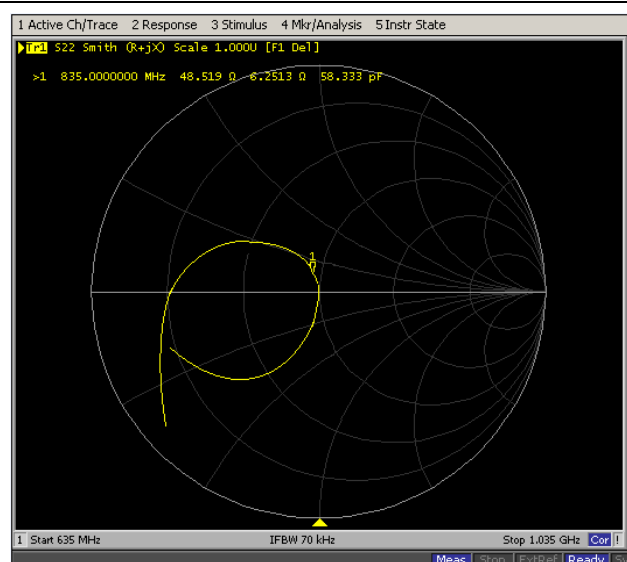 1 Active Ch/Trace 2 Response 3 Stimulus 4 Mkr/Analysis 5 Instr State
Tr1 S22 Smith (R+jX) Scale 1.000U [F1 Del]
>1 835.0000000 MHz 48.519 Ω 6.2513 Ω 58.333 pF
1
1 Start 635 MHz IFBW 70 kHz Stop 1.035 GHz Cor !
Meas Stop ExtRef Ready